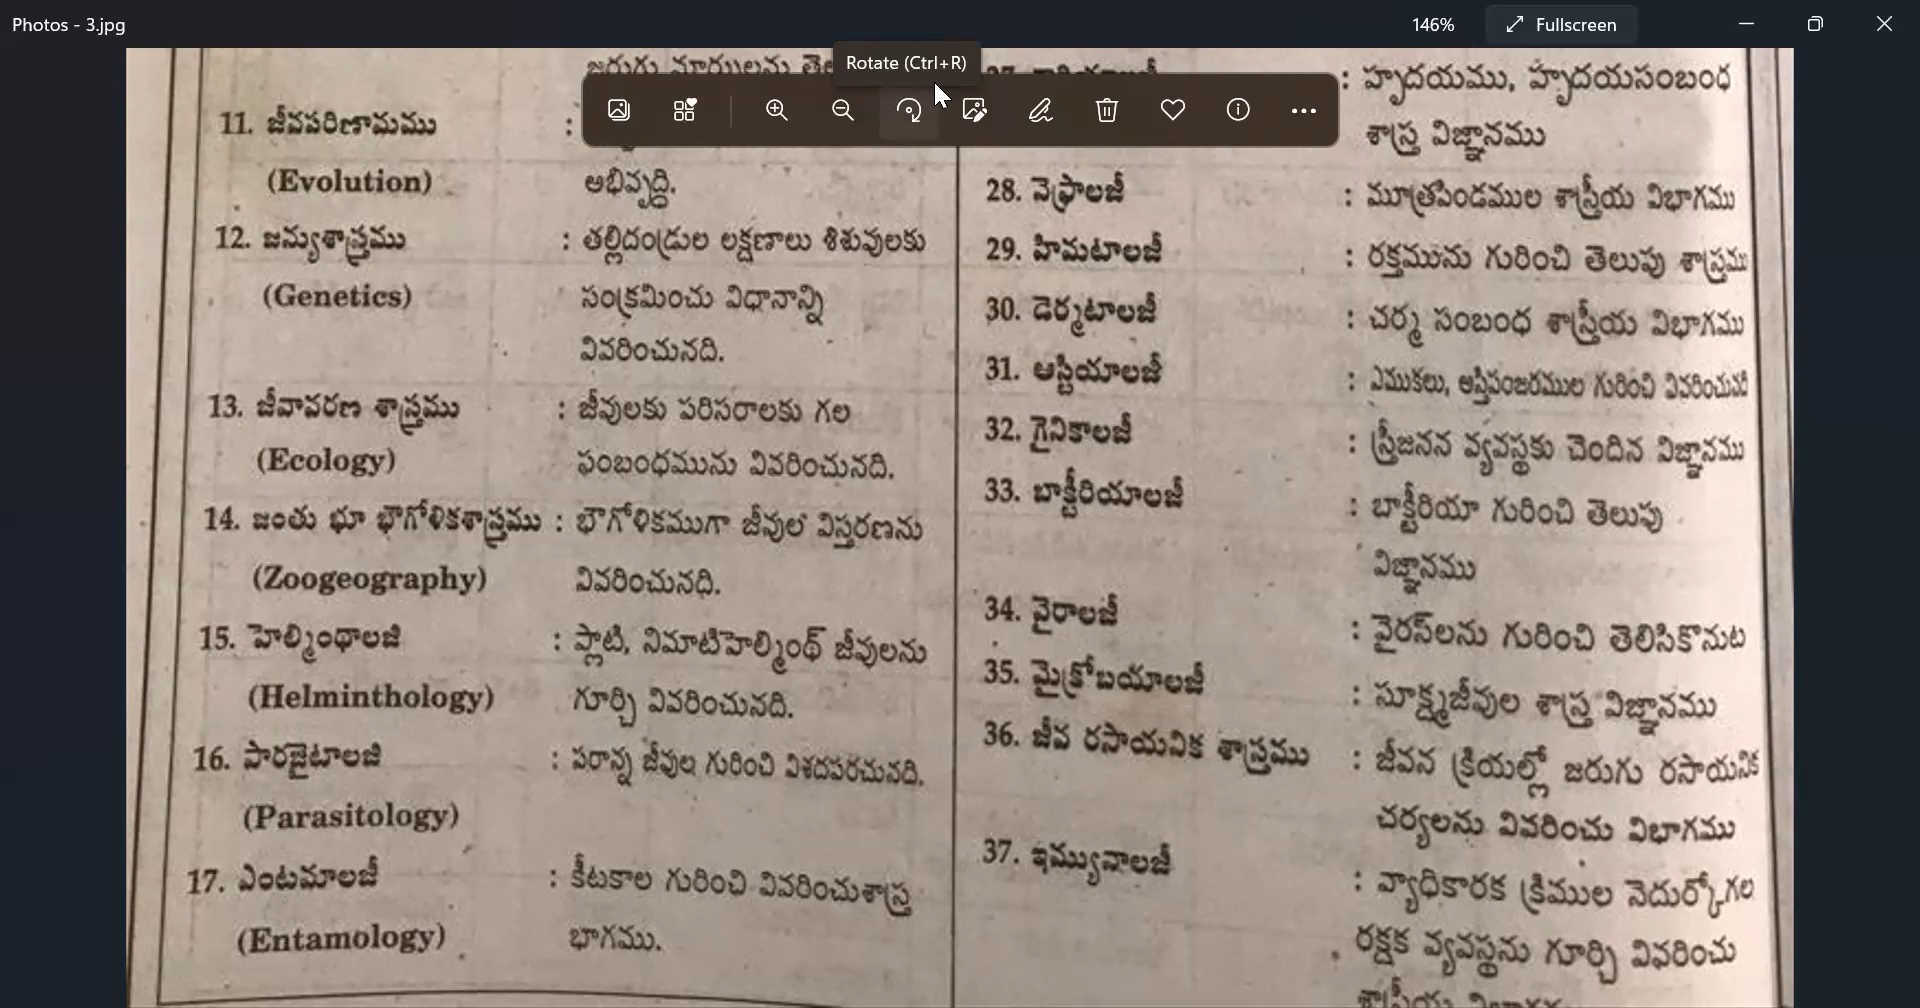 Photos - 3.jpg
146%
Fullscreen
Rotate (Ctrl+R)
11. జీవపరిణామము :
(Evolution) అభివృద్ధి.
12. జన్యుశాస్త్రము : తల్లిదండ్రుల లక్షణాలు శిశువులకు
(Genetics) సంక్రమించు విధానాన్ని
వివరించునది.
13. జీవావరణ శాస్త్రము : జీవులకు పరిసరాలకు గల
(Ecology) సంబంధమును వివరించునది.
14. జంతు భూ భౌగోళికశాస్త్రము : భౌగోళికముగా జీవుల విస్తరణను
(Zoogeography) వివరించునది.
15. హెల్మింథాలజి : ప్లాటి, నిమాటిహెల్మింథ్ జీవులను
(Helminthology) గూర్చి వివరించునది.
16. పారజైటాలజి : పరాన్న జీవుల గురించి విశదపరచునది.
(Parasitology)
17. ఎంటమాలజీ : కీటకాల గురించి వివరించుశాస్త్ర
(Entamology) భాగము.
: హృదయము, హృదయసంబంధ
శాస్త్ర విజ్ఞానము
28. నెఫ్రాలజీ : మూత్రపిండముల శాస్త్రీయ విభాగము
29. హిమటాలజీ : రక్తమును గురించి తెలుపు శాస్త్రము
30. డెర్మటాలజీ : చర్మ సంబంధ శాస్త్రీయ విభాగము
31. ఆస్టియాలజీ : ఎముకలు, అస్తిపంజరముల గురించి వివరించునది
32. గైనికాలజీ : స్త్రీజనన వ్యవస్థకు చెందిన విజ్ఞానము
33. బాక్టీరియాలజీ : బాక్టీరియా గురించి తెలుపు
విజ్ఞానము
34. వైరాలజీ : వైరస్‌లను గురించి తెలిసికొనుట
35. మైక్రోబయాలజీ : సూక్ష్మజీవుల శాస్త్ర విజ్ఞానము
36. జీవ రసాయనిక శాస్త్రము : జీవన క్రియల్లో జరుగు రసాయనిక
చర్యలను వివరించు విభాగము
37. ఇమ్యునాలజీ : వ్యాధికారక క్రిముల నెదుర్కోగల
రక్షక వ్యవస్థను గూర్చి వివరించు